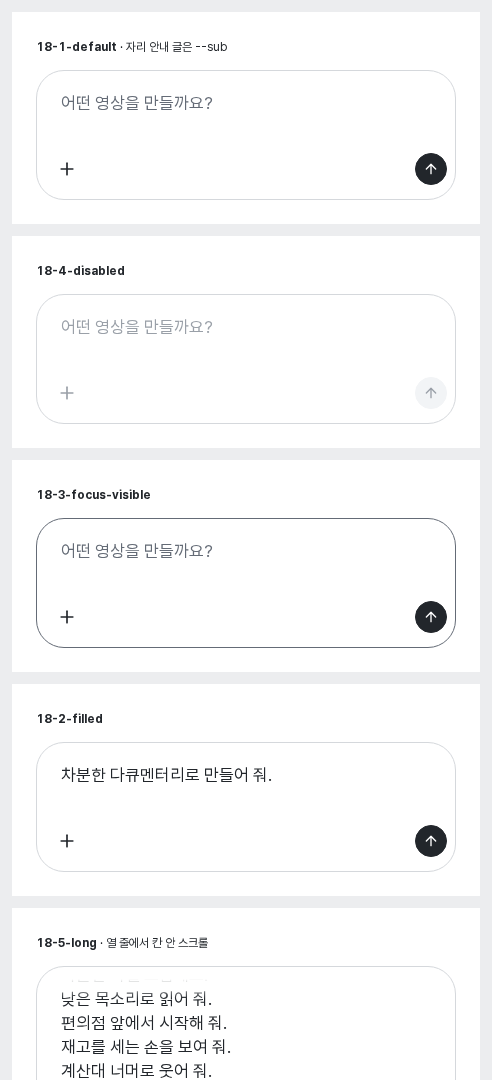 18-1-default · 자리 안내 글은 --sub
어떤 영상을 만들까요?
18-4-disabled
어떤 영상을 만들까요?
18-3-focus-visible
어떤 영상을 만들까요?
18-2-filled
차분한 다큐멘터리로 만들어 줘.
18-5-long · 열 줄에서 칸 안 스크롤
낮은 목소리로 읽어 줘.
편의점 앞에서 시작해 줘.
재고를 세는 손을 보여 줘.
계산대 너머로 웃어 줘.